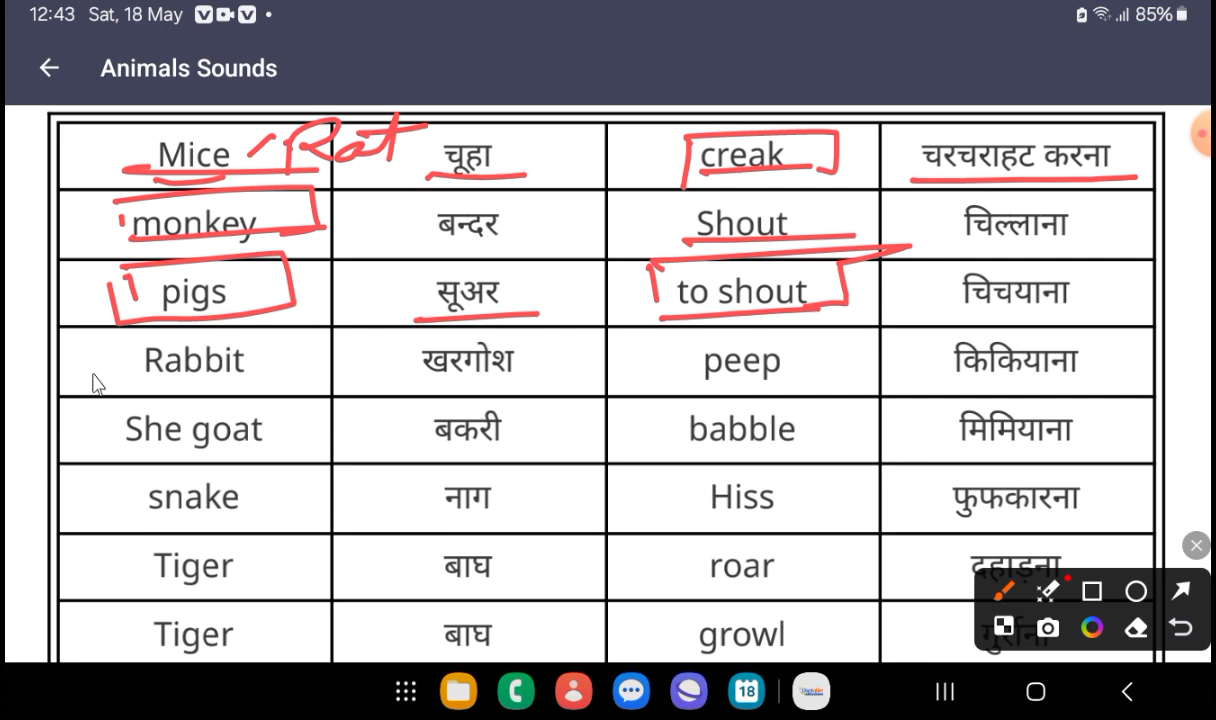 12:43 Sat, 18 May 85%
Animals Sounds
Mice / Rat चूहा creak चरचराहट करना
monkey बन्दर Shout चिल्लाना
pigs सूअर to shout चिचयाना
Rabbit खरगोश peep किकियाना
She goat बकरी babble मिमियाना
snake नाग Hiss फुफकारना
Tiger बाघ roar दहाड़ना
Tiger बाघ growl
18